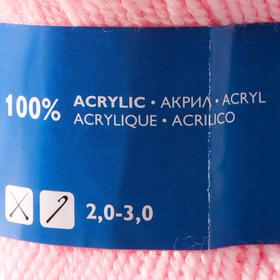 100% ACRYLIC • АКРИЛ • ACRYL
ACRYLIQUE • ACRILICO
2,0-3,0